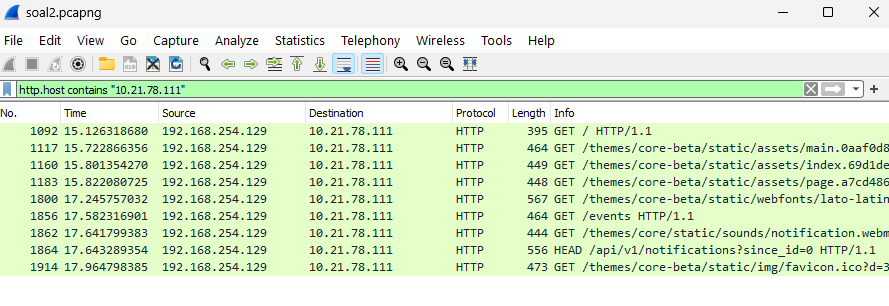 soal2.pcapng
File Edit View Go Capture Analyze Statistics Telephony Wireless Tools Help
http.host contains "10.21.78.111"
No. Time Source Destination Protocol Length Info
1092 15.126318680 192.168.254.129 10.21.78.111 HTTP 395 GET / HTTP/1.1
1117 15.722866356 192.168.254.129 10.21.78.111 HTTP 464 GET /themes/core-beta/static/assets/main.0aaf0d8
1160 15.801354270 192.168.254.129 10.21.78.111 HTTP 449 GET /themes/core-beta/static/assets/index.69d1de
1183 15.822080725 192.168.254.129 10.21.78.111 HTTP 448 GET /themes/core-beta/static/assets/page.a7cd486
1800 17.245757032 192.168.254.129 10.21.78.111 HTTP 567 GET /themes/core-beta/static/webfonts/lato-latin
1856 17.582316901 192.168.254.129 10.21.78.111 HTTP 464 GET /events HTTP/1.1
1862 17.641799383 192.168.254.129 10.21.78.111 HTTP 444 GET /themes/core/static/sounds/notification.webm
1864 17.643289354 192.168.254.129 10.21.78.111 HTTP 556 HEAD /api/v1/notifications?since_id=0 HTTP/1.1
1914 17.964798385 192.168.254.129 10.21.78.111 HTTP 473 GET /themes/core-beta/static/img/favicon.ico?d=3